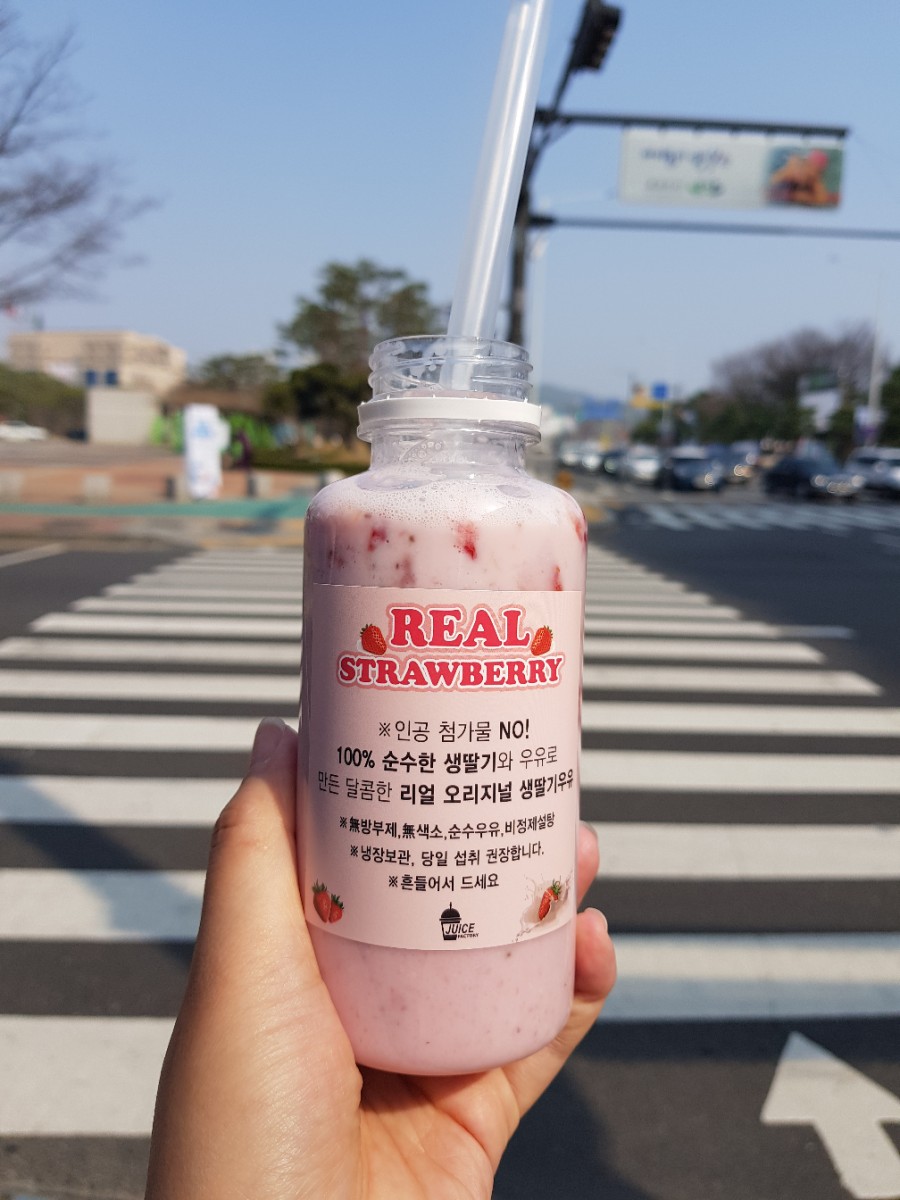 REAL
STRAWBERRY
※인공 첨가물 NO!
100% 순수한 생딸기와 우유로
만든 달콤한 리얼 오리지널 생딸기우유
※無방부제,無색소,순수우유,비정제설탕
※냉장보관, 당일 섭취 권장합니다.
※흔들어서 드세요
JUICE
FACTORY